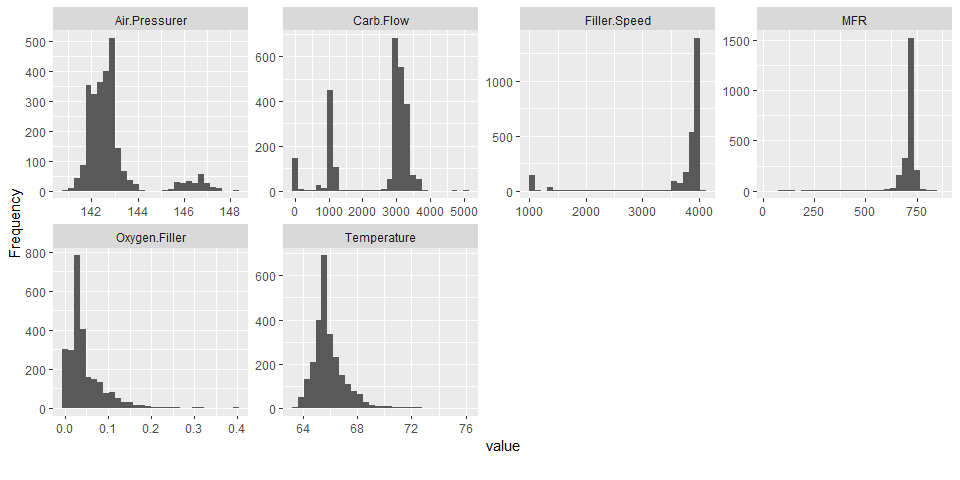 Air.Pressurer Carb.Flow Filler.Speed MFR
500 400 300 200 100 0
600 400 200 0
1000 500 0
1500 1000 500 0
142 144 146 148
0 1000 2000 3000 4000 5000
1000 2000 3000 4000
0 250 500 750
Frequency
Oxygen.Filler Temperature
800 600 400 200 0
600 400 200 0
0.0 0.1 0.2 0.3 0.4
64 68 72 76
value